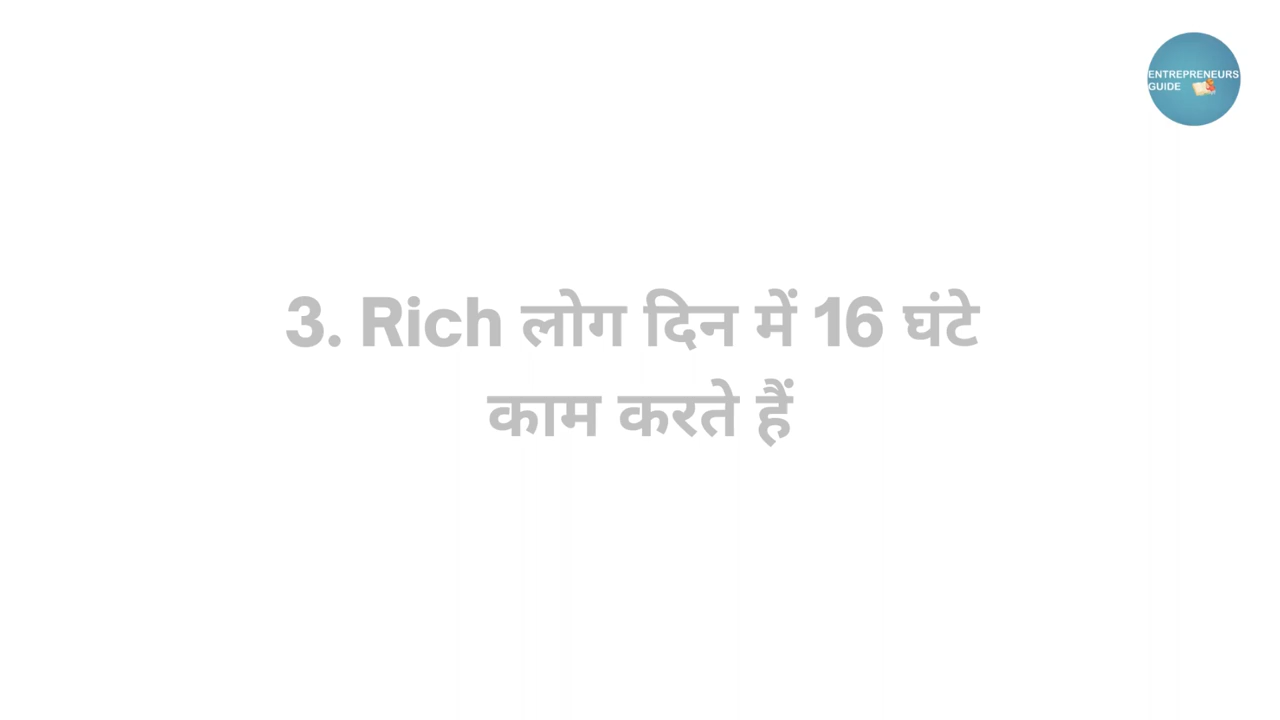 ENTREPRENEURS
GUIDE
3. Rich लोग दिन में 16 घंटे
काम करते हैं